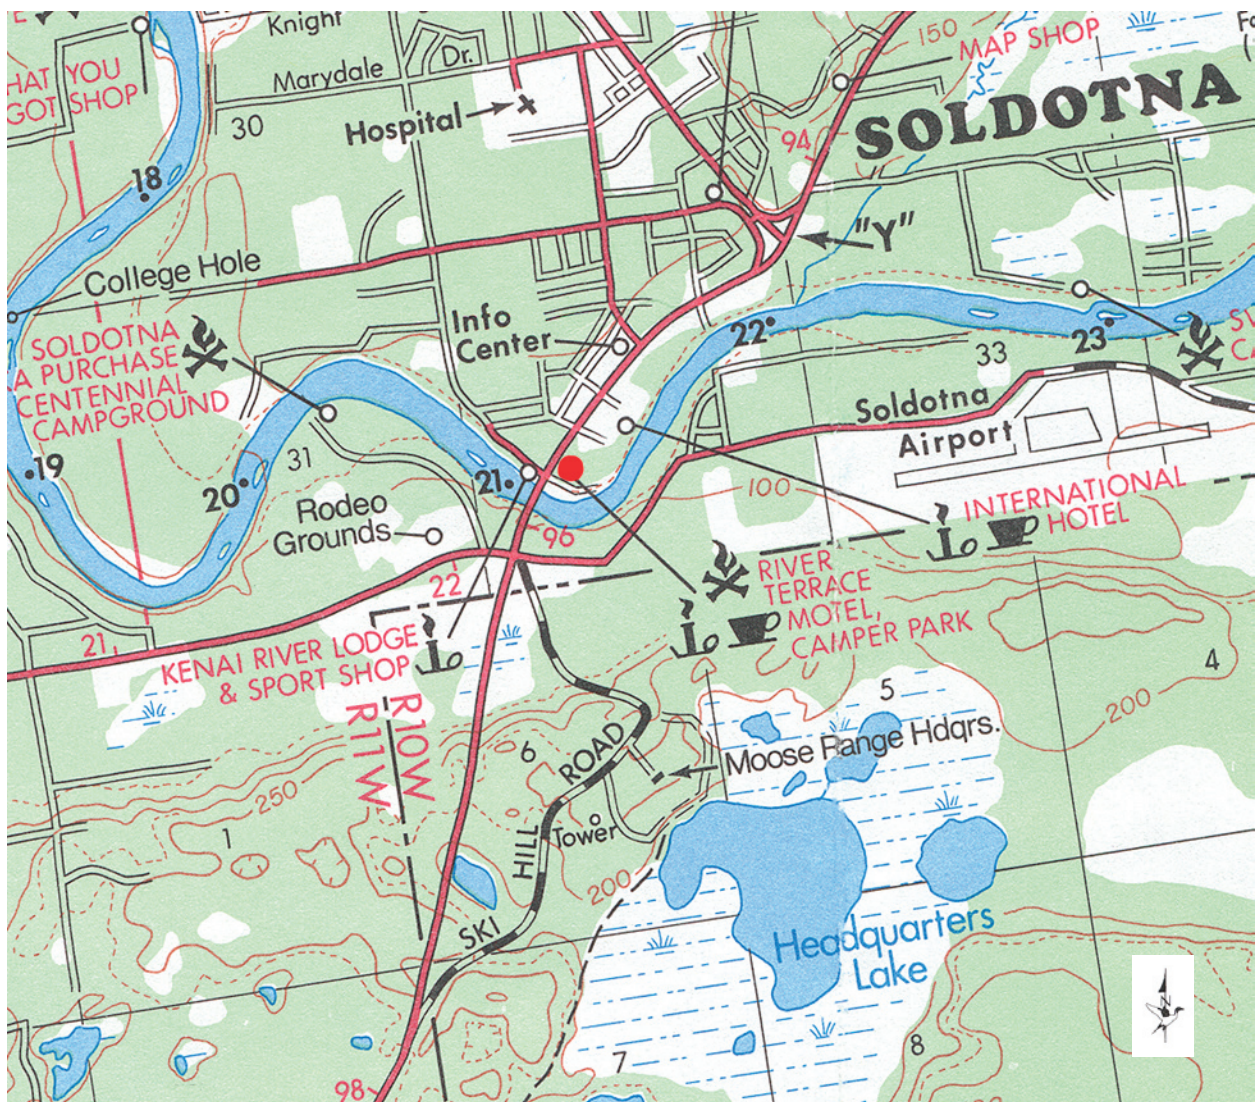 Knight
Marydale
Dr.
HAT YOU
GOT SHOP
30
Hospital
150
MAP SHOP
SOLDOTNA
94
"Y"
18
College Hole
Info
Center
SOLDOTNA
A PURCHASE
CENTENNIAL
CAMPGROUND
22
23
33
Soldotna
Airport
19
20
31
21
Rodeo
Grounds
96
100
INTERNATIONAL
HOTEL
RIVER
TERRACE
MOTEL,
CAMPER PARK
22
21
KENAI RIVER LODGE
& SPORT SHOP
R10W
R11W
4
200
5
6
ROAD
Moose Range Hdqrs.
250
1
Tower
HILL
200
SKI
Headquarters
Lake
N
7
8
98